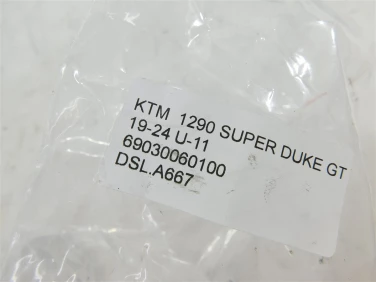 KTM 1290 SUPER DUKE GT
19-24 U-11
69030060100
DSL.A667